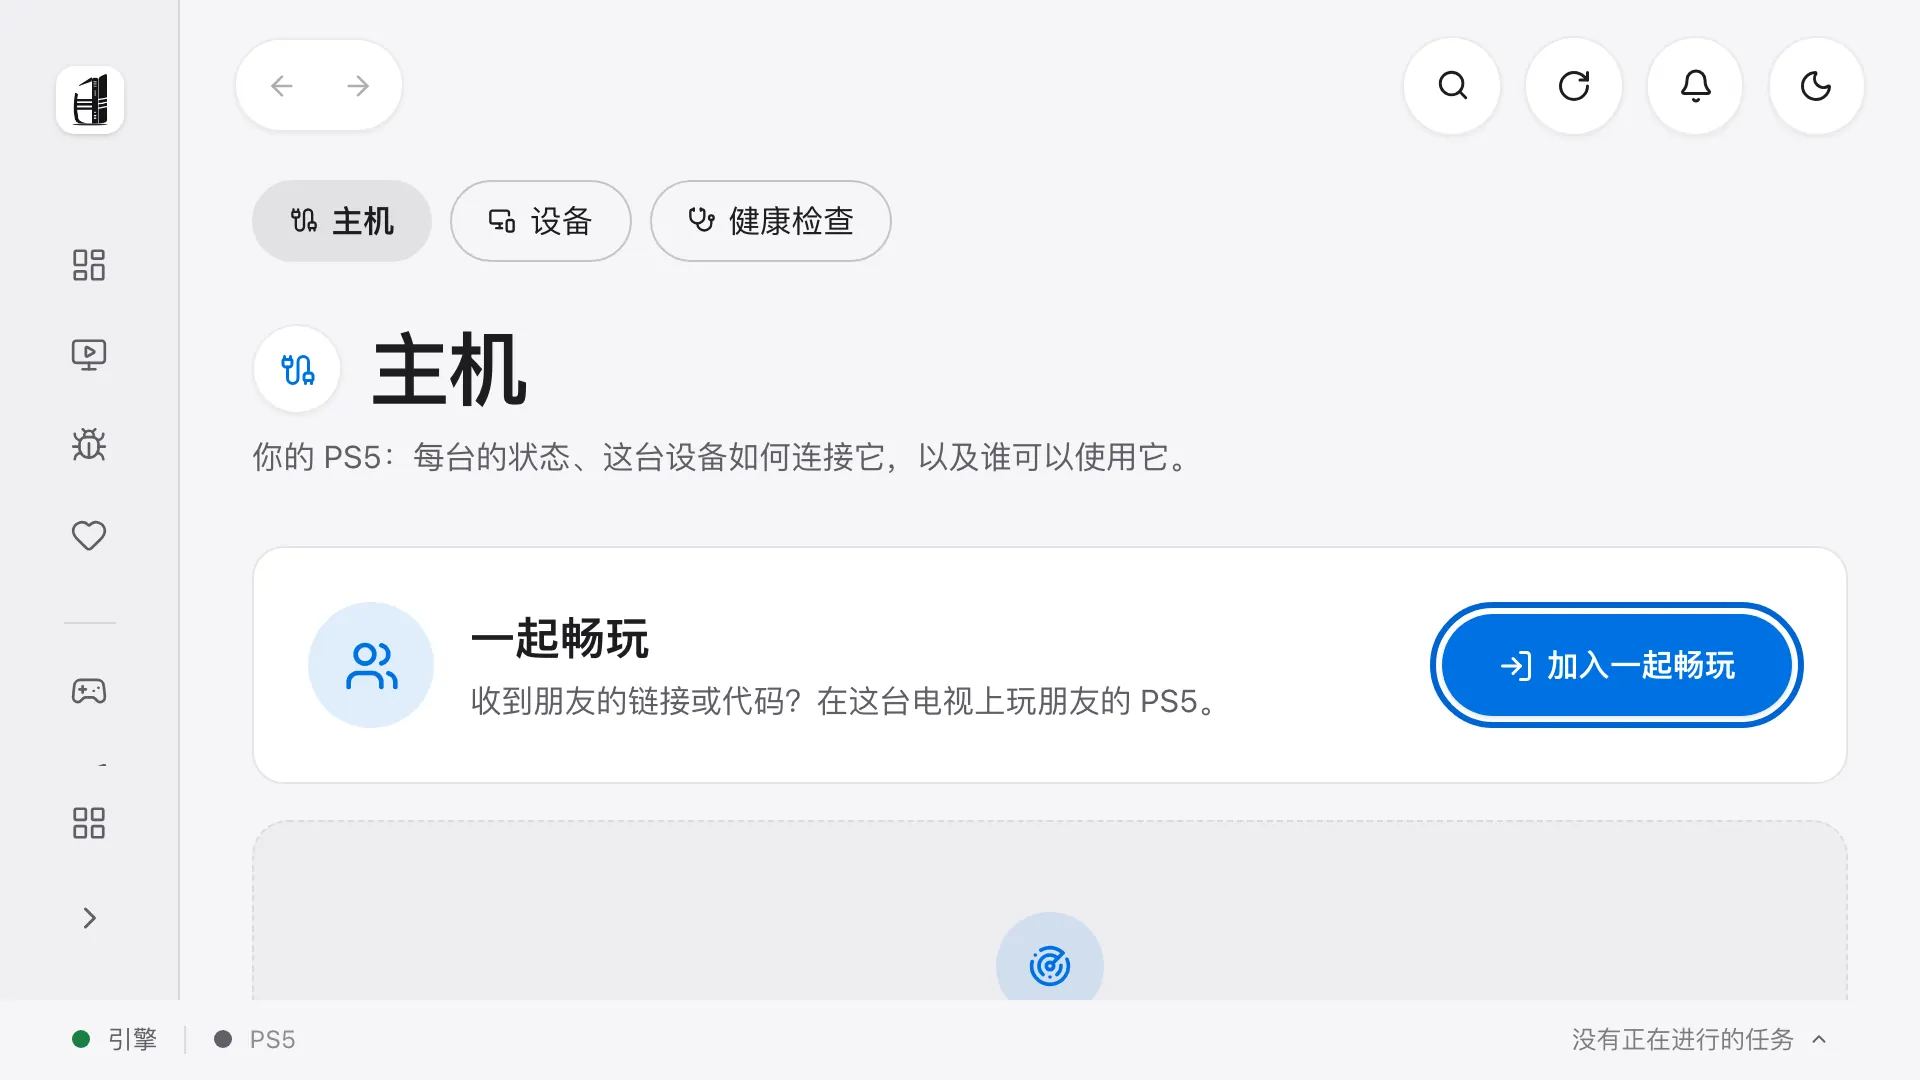 主机
设备
健康检查
主机
你的 PS5：每台的状态、这台设备如何连接它，以及谁可以使用它。
一起畅玩
收到朋友的链接或代码？在这台电视上玩朋友的 PS5。
加入一起畅玩
引擎
PS5
没有正在进行的任务